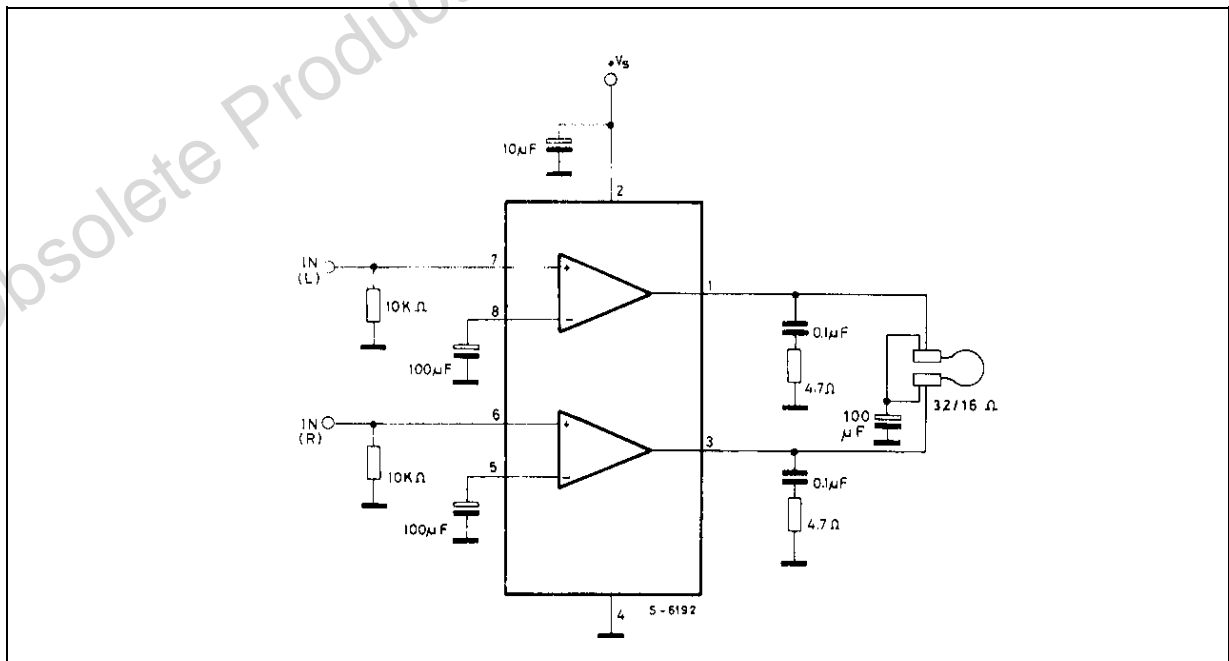 obsolete Produc
+Vs
10µF
2
IN
(L)
7
+
10KΩ
8
−
100µF
1
0.1µF
4.7Ω
32/16 Ω
100
µF
IN
(R)
6
+
10KΩ
5
−
100µF
3
0.1µF
4.7Ω
4
S-6192